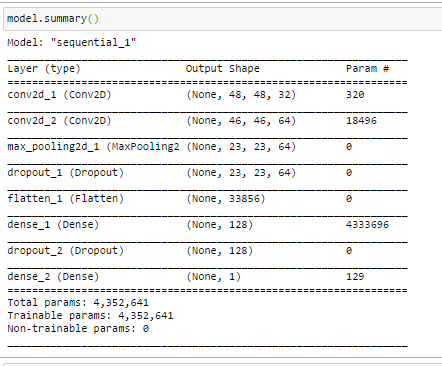 model.summary()
Model: "sequential_1"
Layer (type) Output Shape Param #
conv2d_1 (Conv2D) (None, 48, 48, 32) 320
conv2d_2 (Conv2D) (None, 46, 46, 64) 18496
max_pooling2d_1 (MaxPooling2 (None, 23, 23, 64) 0
dropout_1 (Dropout) (None, 23, 23, 64) 0
flatten_1 (Flatten) (None, 33856) 0
dense_1 (Dense) (None, 128) 4333696
dropout_2 (Dropout) (None, 128) 0
dense_2 (Dense) (None, 1) 129
Total params: 4,352,641
Trainable params: 4,352,641
Non-trainable params: 0